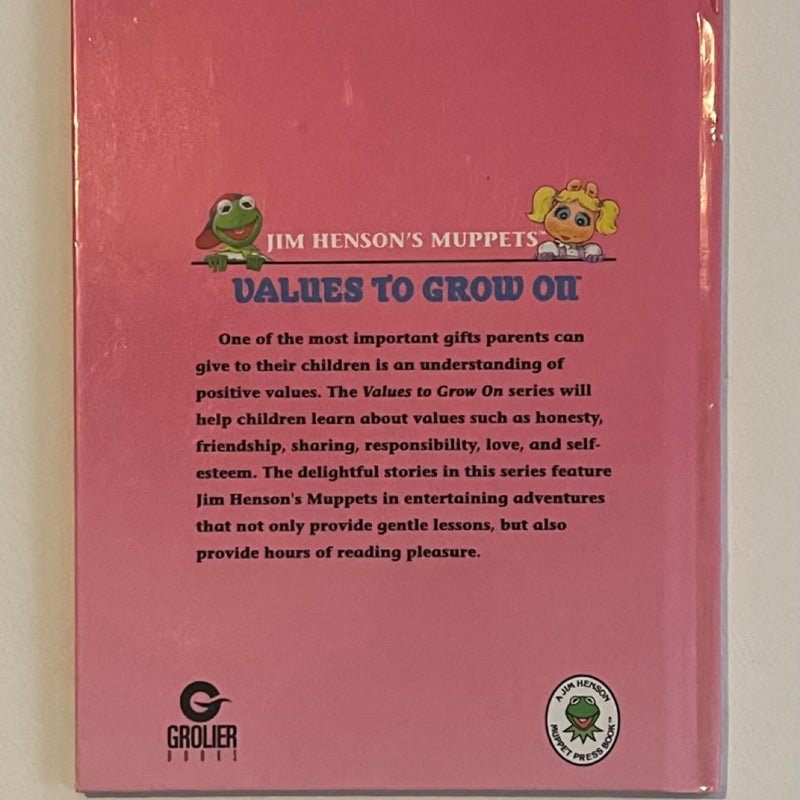 JIM HENSON'S MUPPETS™
VALUES TO GROW ON™
One of the most important gifts parents can
give to their children is an understanding of
positive values. The Values to Grow On series will
help children learn about values such as honesty,
friendship, sharing, responsibility, love, and self-
esteem. The delightful stories in this series feature
Jim Henson's Muppets in entertaining adventures
that not only provide gentle lessons, but also
provide hours of reading pleasure.
G
GROLIER
BOOKS
A JIM HENSON
MUPPET PRESS BOOK™